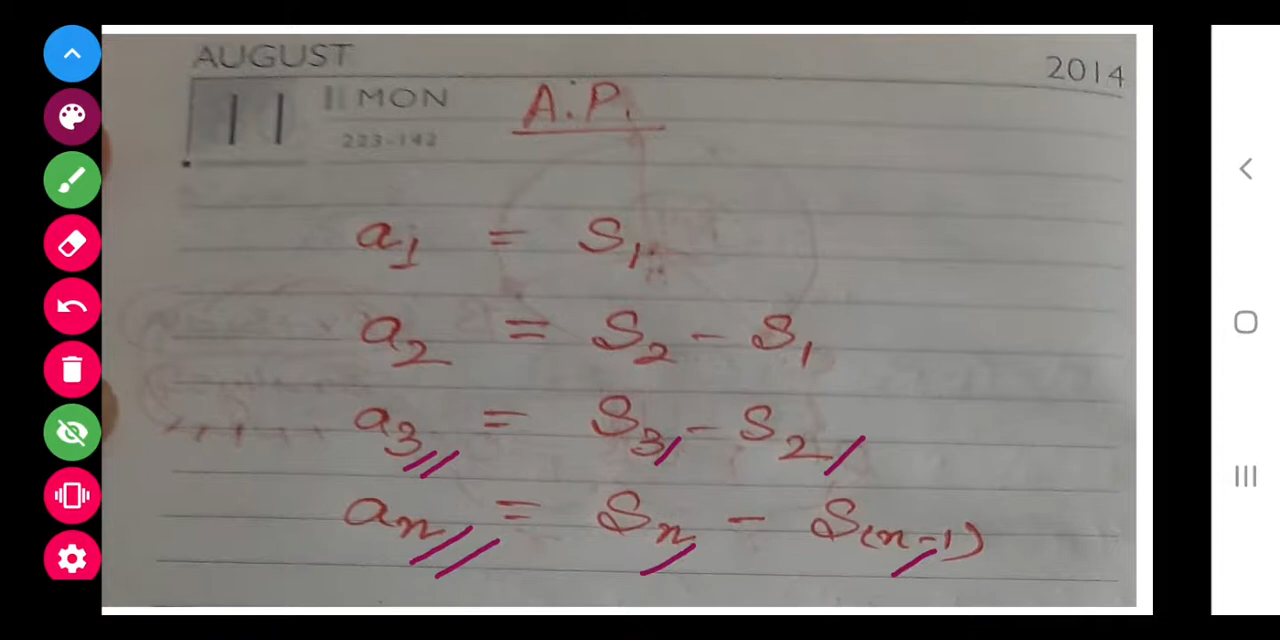 AUGUST 2014
11 MON A.P.
223-142
a₁ = S₁
a₂ = S₂ - S₁
a₃ = S₃ - S₂
aₙ = Sₙ - S₍ₙ₋₁₎